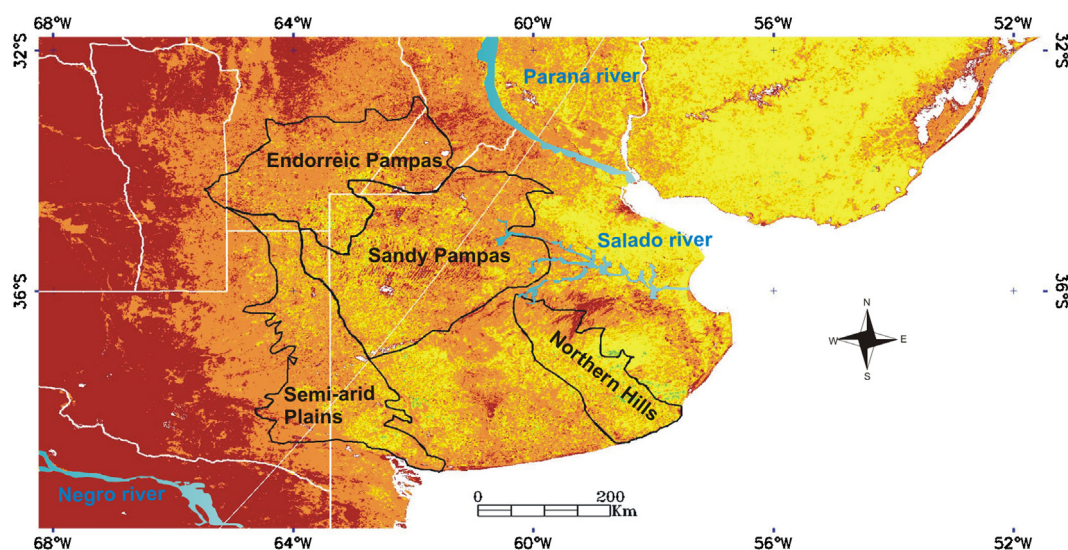 68°W 64°W 60°W 56°W 52°W
32°S 32°S
Paraná river
Endorreic Pampas
Sandy Pampas
Salado river
36°S 36°S
N
W E
S
Northern Hills
Semi-arid
Plains
Negro river
0 200
Km
68°W 64°W 60°W 56°W 52°W